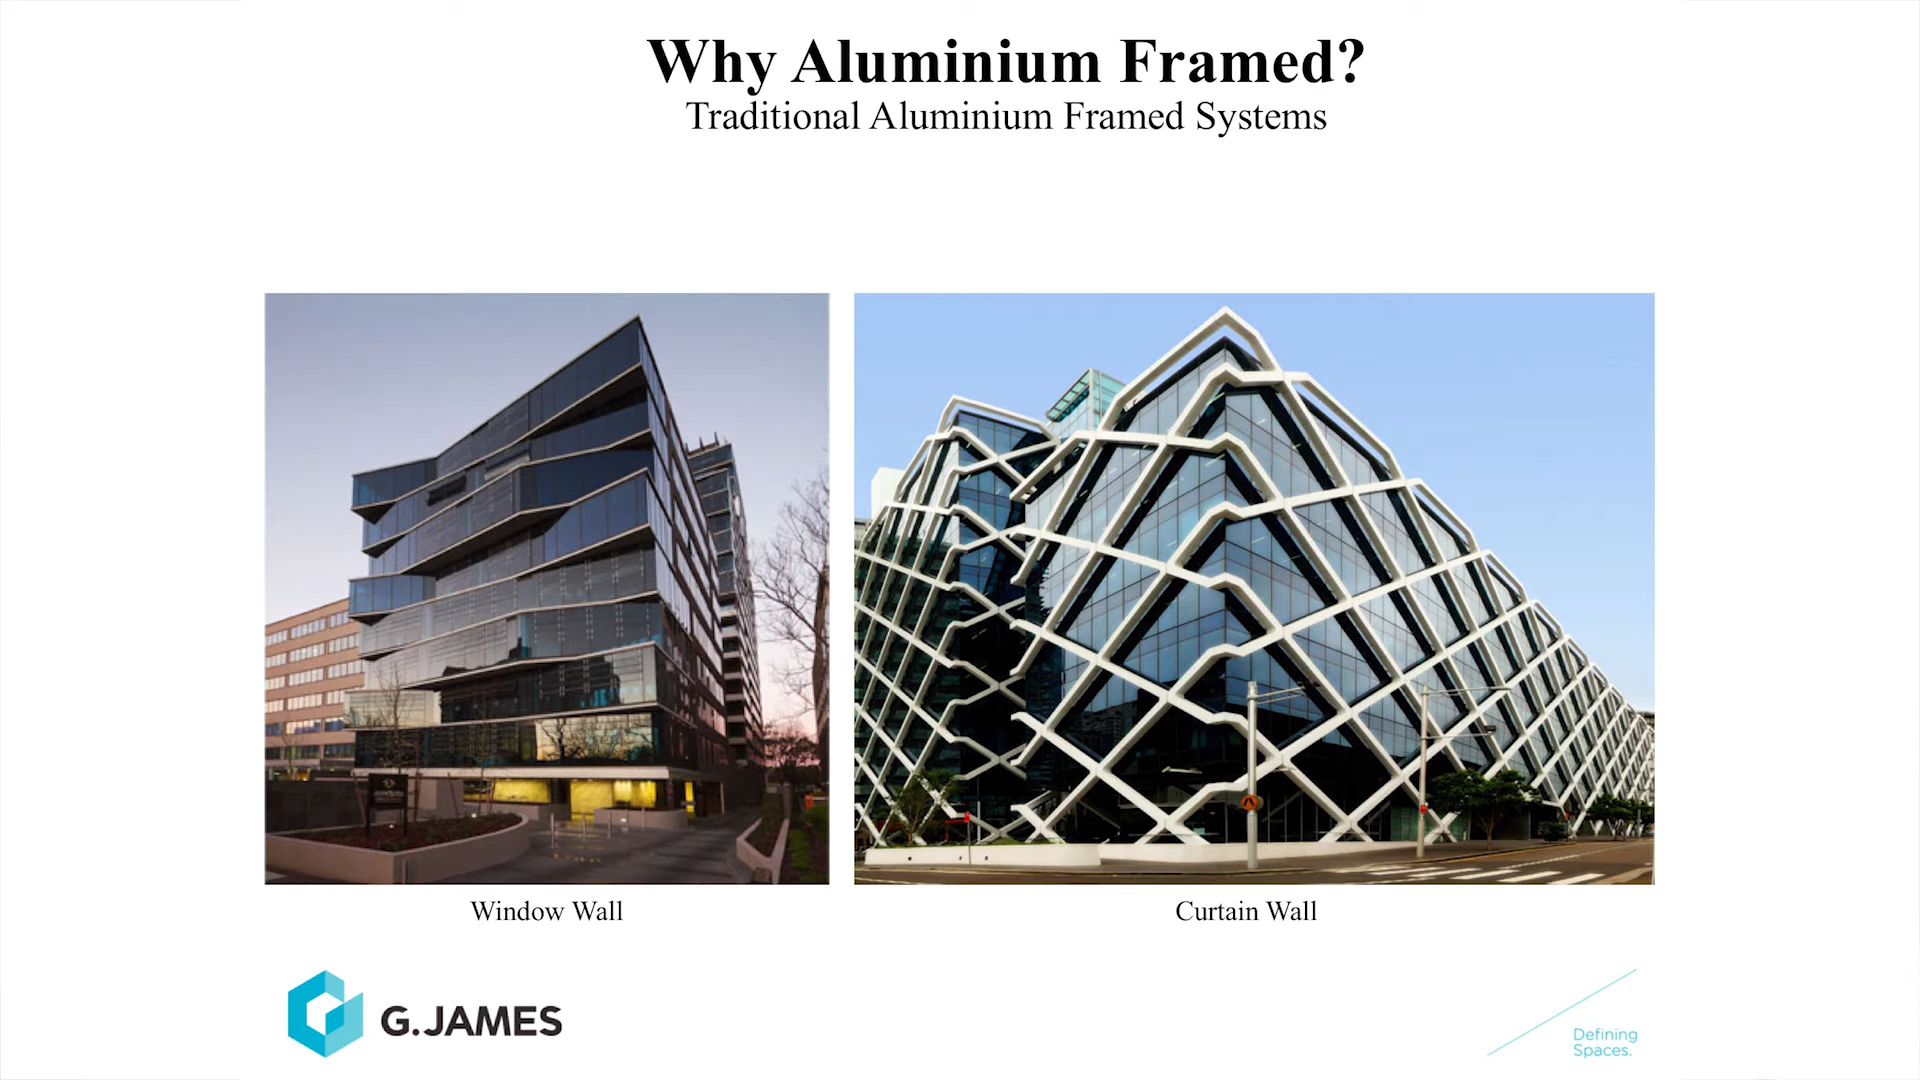 Why Aluminium Framed?
Traditional Aluminium Framed Systems
Window Wall
Curtain Wall
G.JAMES
Defining
Spaces.